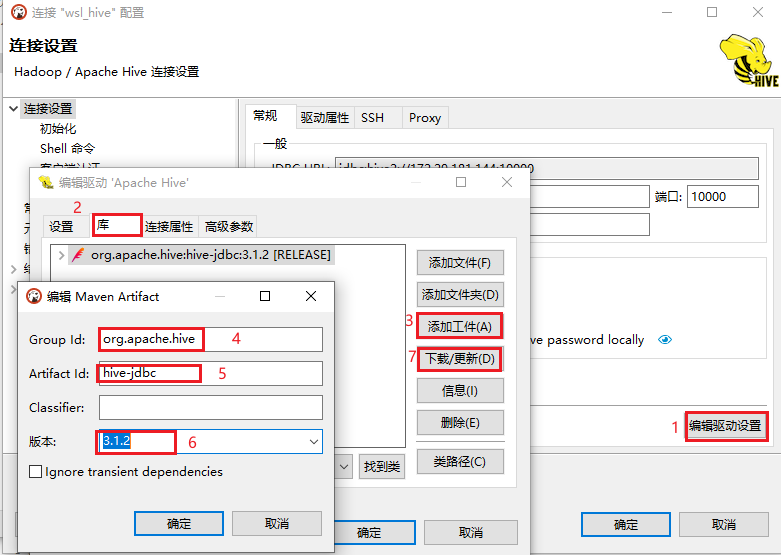 连接 "wsl_hive" 配置
连接设置
Hadoop / Apache Hive 连接设置
HIVE
连接设置
初始化
Shell 命令
客户端认证
常规
驱动属性
SSH
Proxy
一般
JDBC URL:
jdbc:hive2://172.29.181.144:10000
端口:
10000
ve password locally
1
编辑驱动设置
确定
取消
编辑驱动 'Apache Hive'
2
设置
库
连接属性
高级参数
org.apache.hive:hive-jdbc:3.1.2 [RELEASE]
添加文件(F)
添加文件夹(D)
3
添加工件(A)
7
下载/更新(D)
信息(I)
删除(E)
找到类
类路径(C)
确定
取消
编辑 Maven Artifact
Group Id:
org.apache.hive
4
Artifact Id:
hive-jdbc
5
Classifier:
版本:
3.1.2
6
Ignore transient dependencies
确定
取消